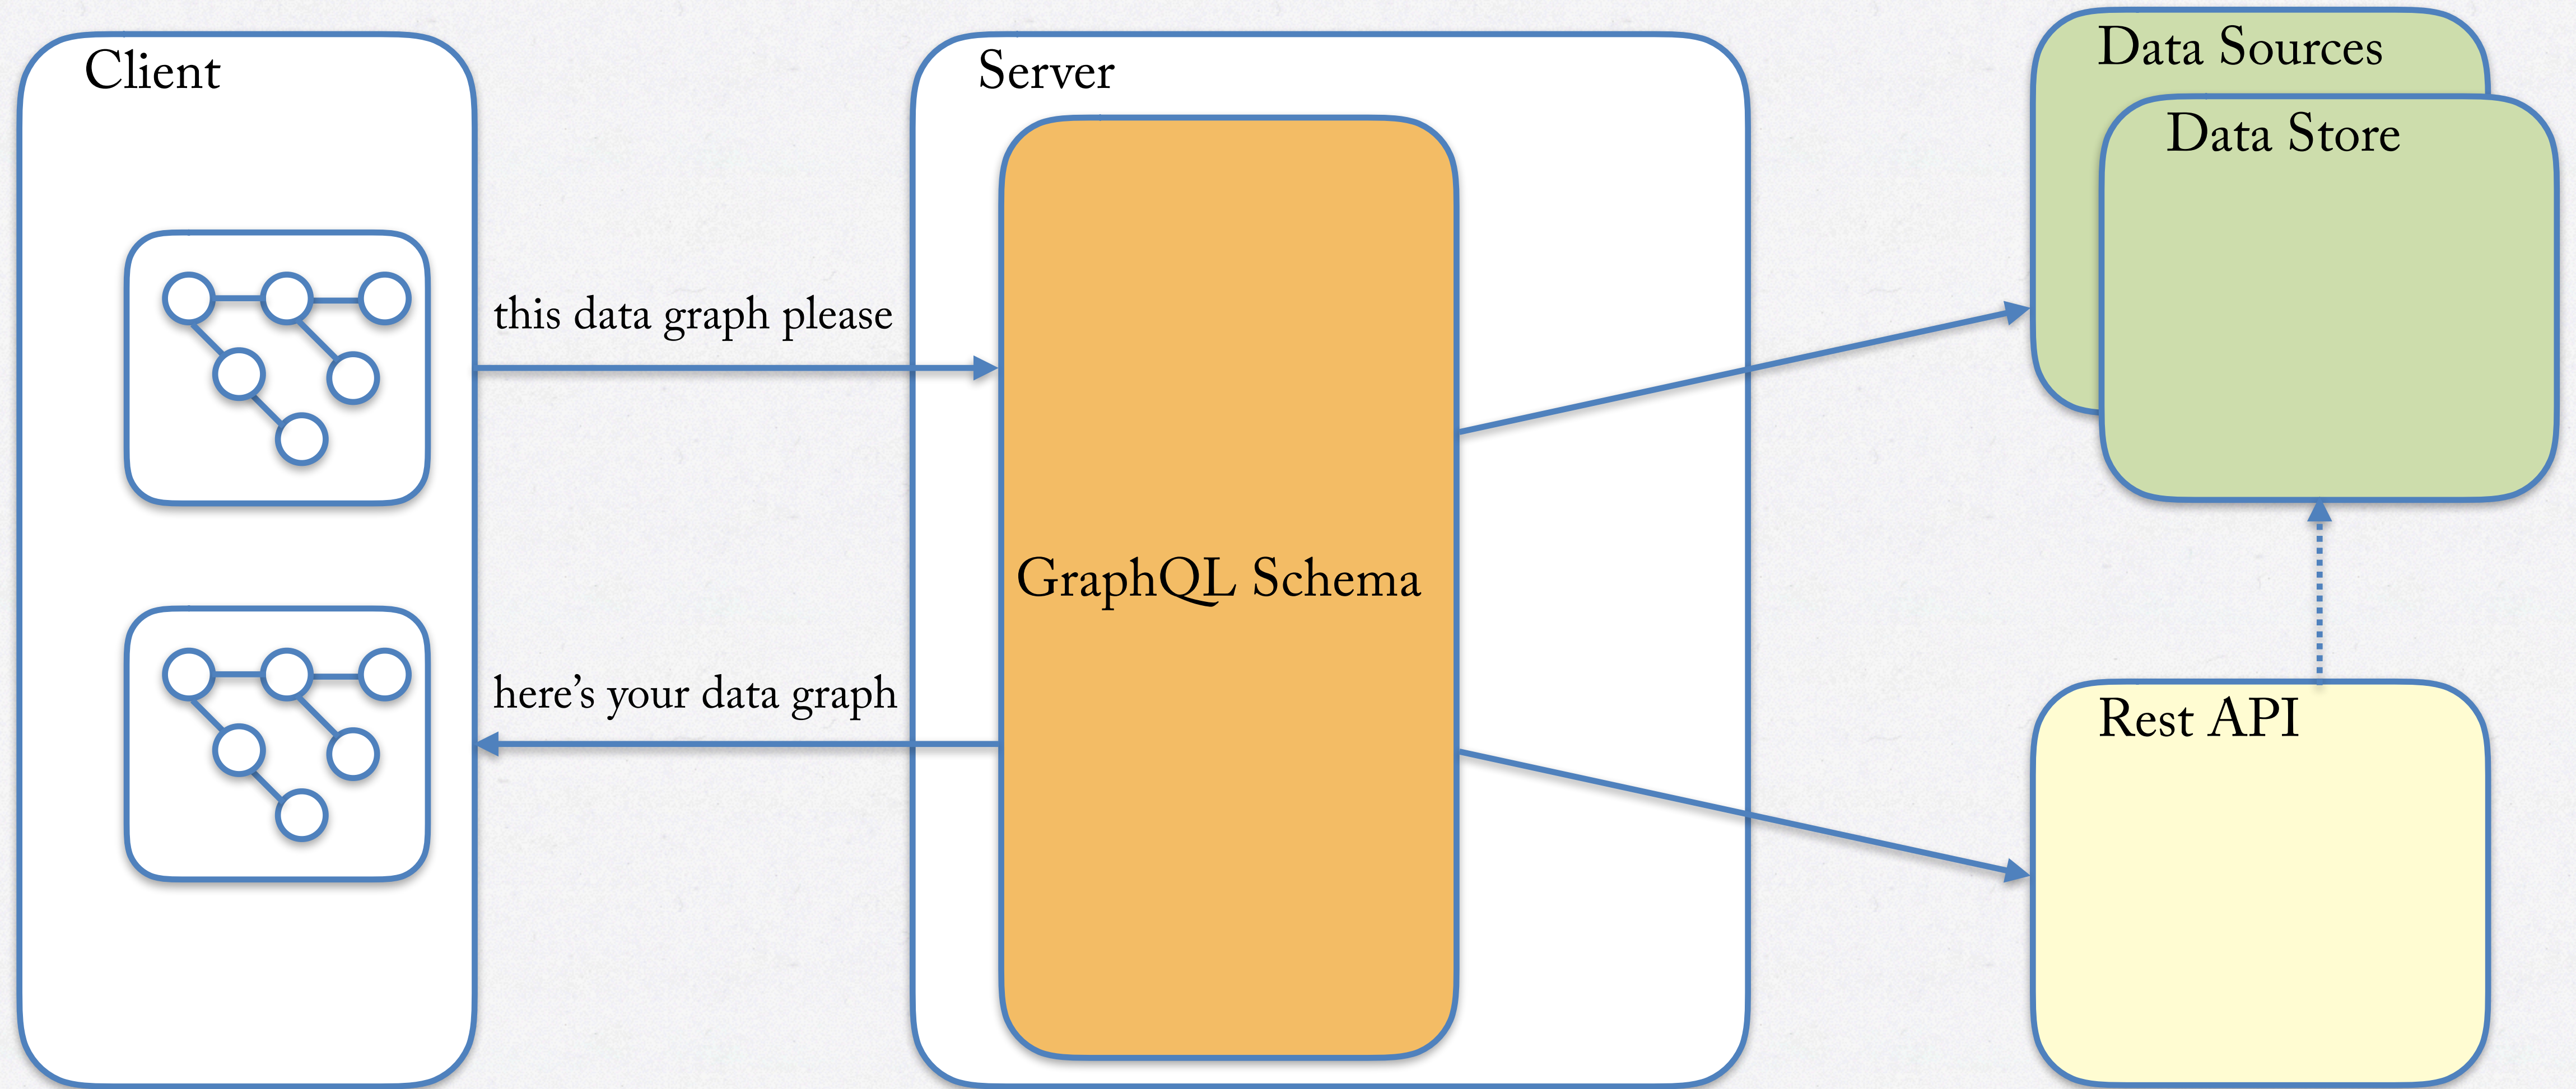 Client
Server
Data Sources
Data Store
this data graph please
GraphQL Schema
here’s your data graph
Rest API